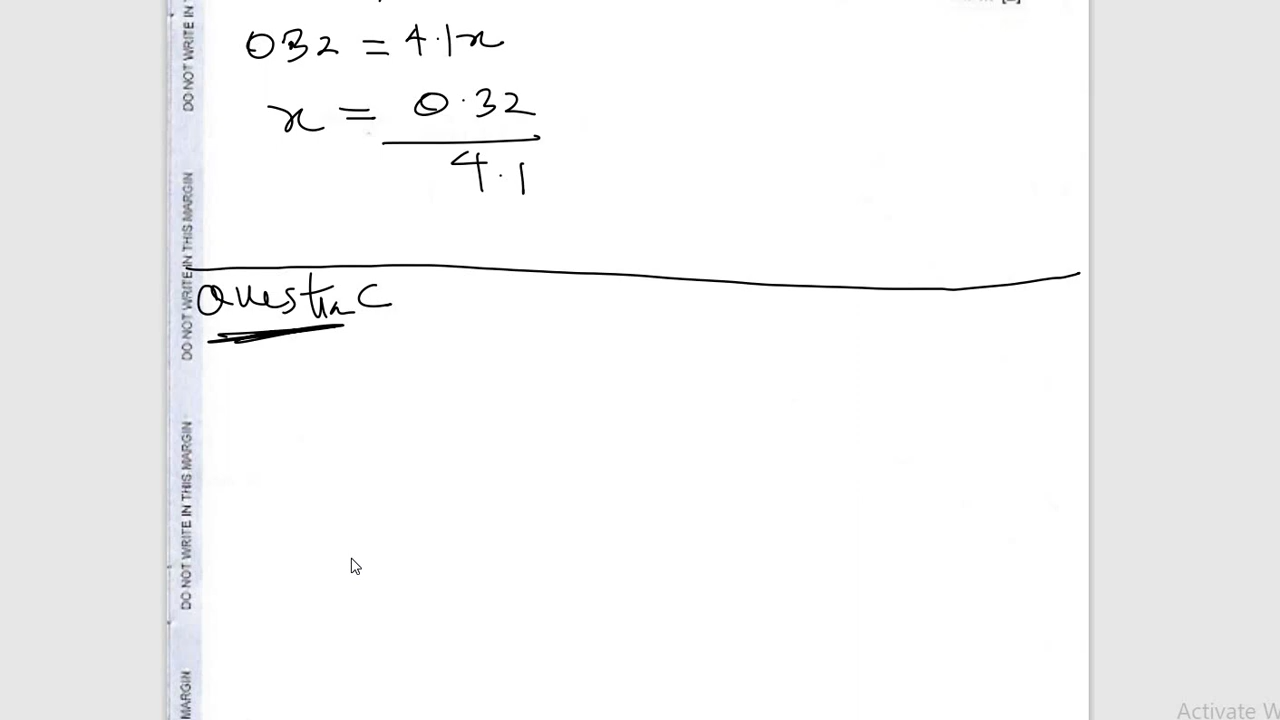 032 = 4.1x
x = 0.32
4.1
Question C
DO NOT WRITE IN
DO NOT WRITE IN THIS MARGIN
DO NOT WRITE IN THIS MARGIN
MARGIN
Activate W